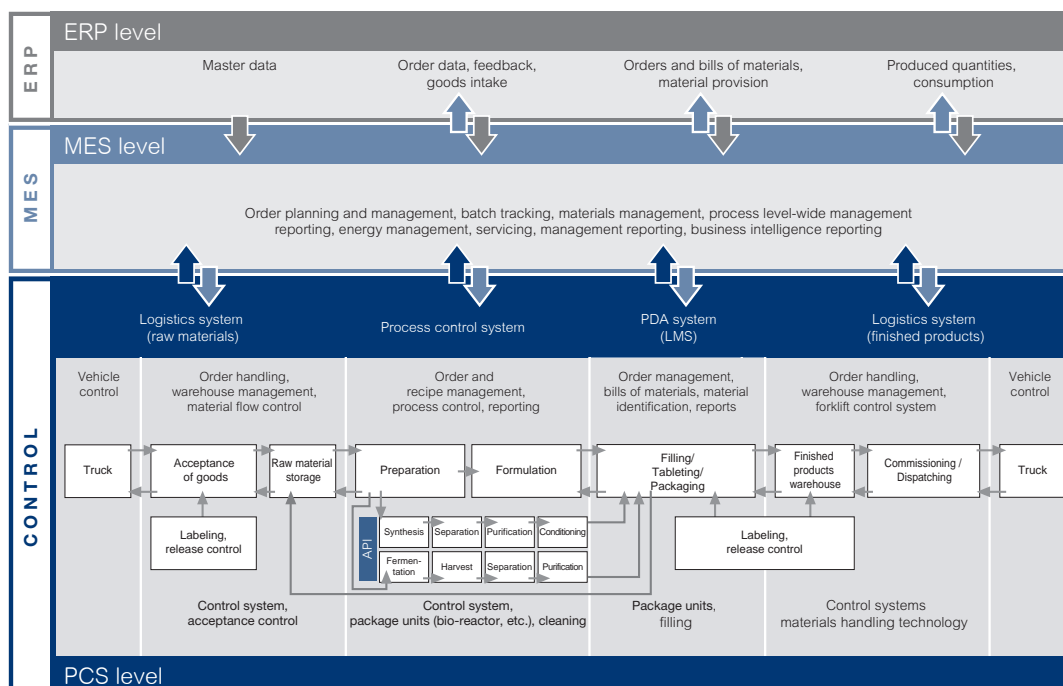 ERP
ERP level
Master data
Order data, feedback,
goods intake
Orders and bills of materials,
material provision
Produced quantities,
consumption
MES
MES level
Order planning and management, batch tracking, materials management, process level-wide management
reporting, energy management, servicing, management reporting, business intelligence reporting
CONTROL
Logistics system
(raw materials)
Process control system
PDA system
(LMS)
Logistics system
(finished products)
Vehicle
control
Order handling,
warehouse management,
material flow control
Order and
recipe management,
process control, reporting
Order management,
bills of materials, material
identification, reports
Order handling,
warehouse management,
forklift control system
Vehicle
control
Truck
Acceptance
of goods
Raw material
storage
Preparation
Formulation
Filling/
Tableting/
Packaging
Finished
products
warehouse
Commissioning /
Dispatching
Truck
Labeling,
release control
API
Synthesis
Separation
Purification
Conditioning
Fermen-
tation
Harvest
Separation
Purification
Labeling,
release control
Control system,
acceptance control
Control system,
package units (bio-reactor, etc.), cleaning
Package units,
filling
Control systems
materials handling technology
PCS level